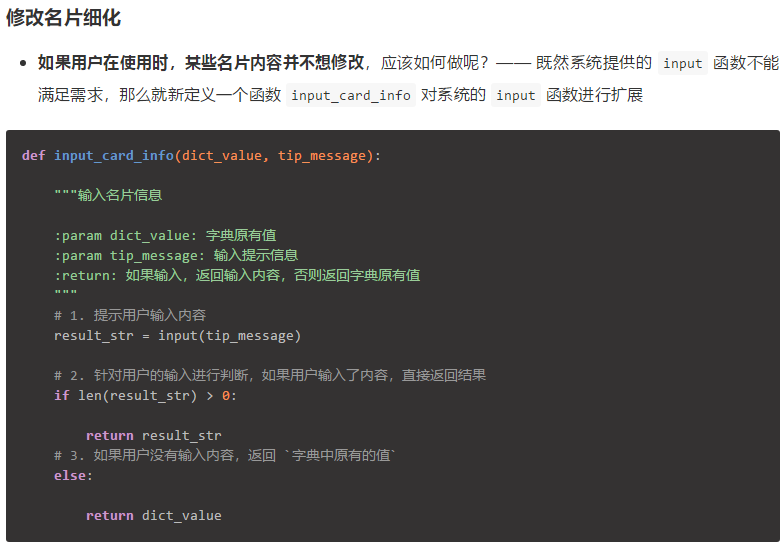 修改名片细化
• 如果用户在使用时，某些名片内容并不想修改，应该如何做呢？—— 既然系统提供的 input 函数不能
满足需求，那么就新定义一个函数 input_card_info 对系统的 input 函数进行扩展
def input_card_info(dict_value, tip_message):
    """输入名片信息
    :param dict_value: 字典原有值
    :param tip_message: 输入提示信息
    :return: 如果输入，返回输入内容，否则返回字典原有值
    """
    # 1. 提示用户输入内容
    result_str = input(tip_message)
    # 2. 针对用户的输入进行判断，如果用户输入了内容，直接返回结果
    if len(result_str) > 0:
        return result_str
    # 3. 如果用户没有输入内容，返回 `字典中原有的值`
    else:
        return dict_value